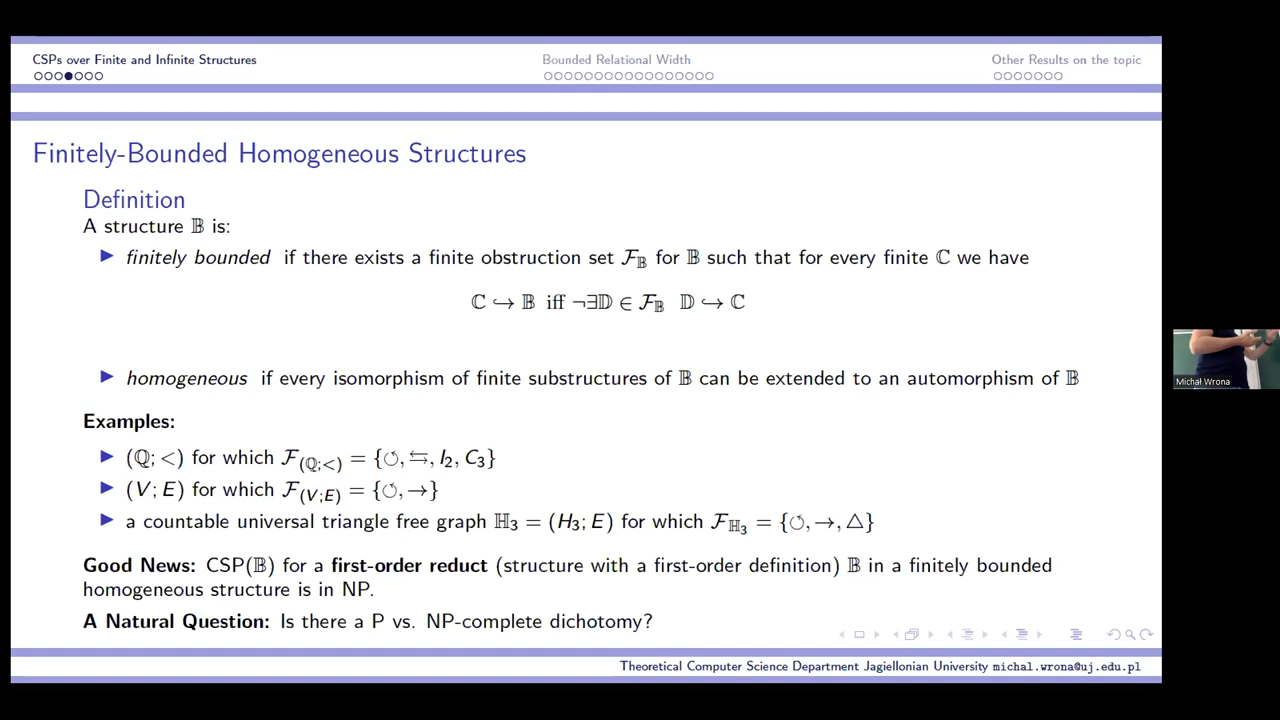 CSPs over Finite and Infinite Structures Bounded Relational Width Other Results on the topic
Finitely-Bounded Homogeneous Structures
Definition
A structure 𝔹 is:
▶ finitely bounded if there exists a finite obstruction set ℱ_𝔹 for 𝔹 such that for every finite ℂ we have
ℂ ↪ 𝔹 iff ¬∃𝔻 ∈ ℱ_𝔹 𝔻 ↪ ℂ
▶ homogeneous if every isomorphism of finite substructures of 𝔹 can be extended to an automorphism of 𝔹
Examples:
▶ (ℚ; <) for which ℱ_(ℚ;<) = {↺, ⇆, I₂, C₃}
▶ (V; E) for which ℱ_(V;E) = {↺, →}
▶ a countable universal triangle free graph ℍ₃ = (H₃; E) for which ℱ_ℍ₃ = {↺, →, △}
Good News: CSP(𝔹) for a first-order reduct (structure with a first-order definition) 𝔹 in a finitely bounded
homogeneous structure is in NP.
A Natural Question: Is there a P vs. NP-complete dichotomy?
Theoretical Computer Science Department Jagiellonian University michal.wrona@uj.edu.pl
Michał Wrona